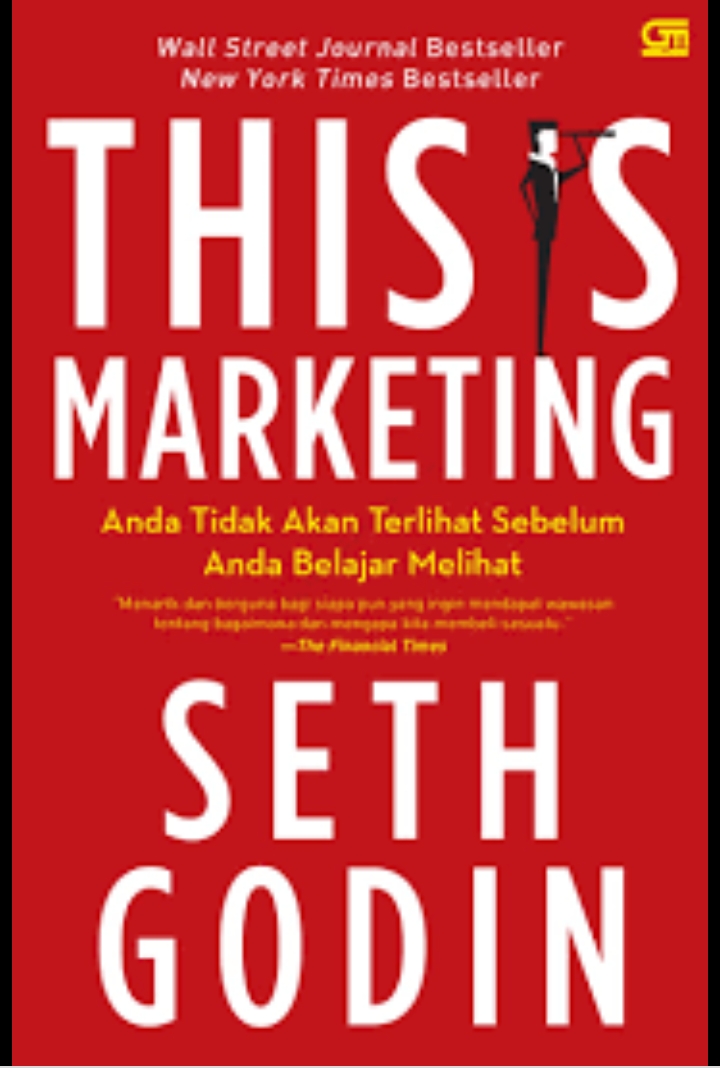 Wall Street Journal Bestseller
New York Times Bestseller
THIS IS
MARKETING
Anda Tidak Akan Terlihat Sebelum
Anda Belajar Melihat
"Menarik dan berguna bagi siapa pun yang ingin mendapat wawasan
tentang bagaimana dan mengapa kita membeli sesuatu."
—The Financial Times
SETH
GODIN